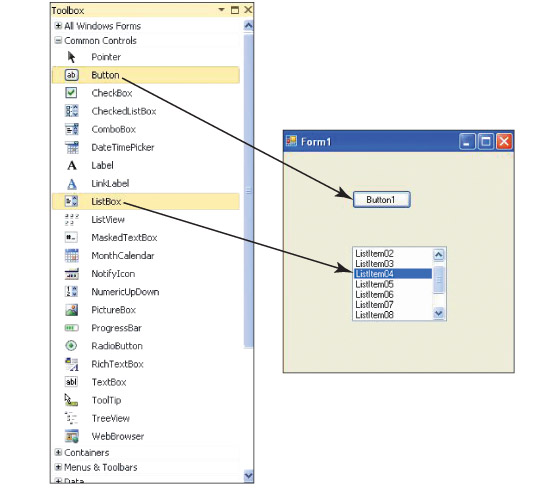 Toolbox
All Windows Forms
Common Controls
Pointer
ab Button
CheckBox
CheckedListBox
ComboBox
DateTimePicker
A Label
A LinkLabel
ListBox
ListView
MaskedTextBox
MonthCalendar
NotifyIcon
NumericUpDown
PictureBox
ProgressBar
RadioButton
RichTextBox
abl TextBox
ToolTip
TreeView
WebBrowser
Containers
Menus & Toolbars
Data
Form1
Button1
ListItem02
ListItem03
ListItem04
ListItem05
ListItem06
ListItem07
ListItem08